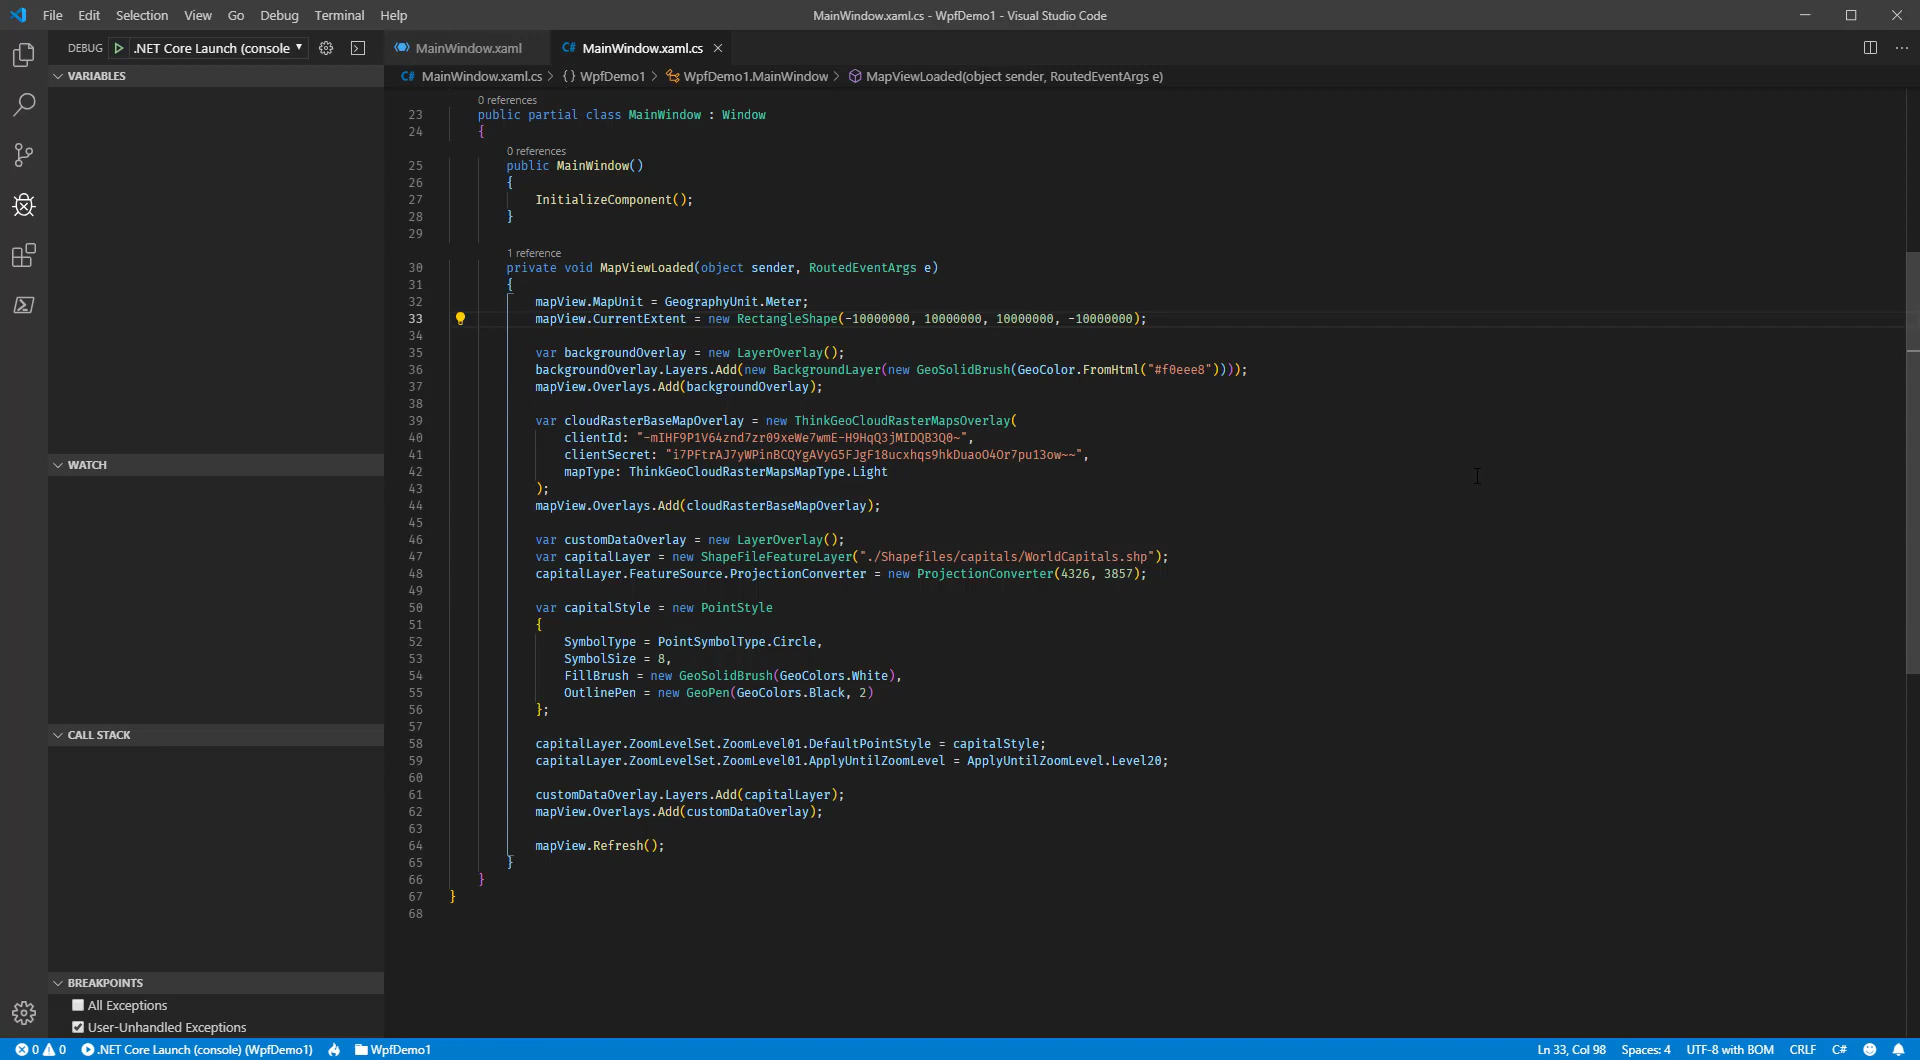 File Edit Selection View Go Debug Terminal Help
MainWindow.xaml.cs - WpfDemo1 - Visual Studio Code
DEBUG .NET Core Launch (console
MainWindow.xaml
C# MainWindow.xaml.cs
C# MainWindow.xaml.cs > {} WpfDemo1 > WpfDemo1.MainWindow > MapViewLoaded(object sender, RoutedEventArgs e)
VARIABLES
WATCH
CALL STACK
BREAKPOINTS
All Exceptions
User-Unhandled Exceptions
0 references
23 public partial class MainWindow : Window
24 {
0 references
25 public MainWindow()
26 {
27 InitializeComponent();
28 }
29
1 reference
30 private void MapViewLoaded(object sender, RoutedEventArgs e)
31 {
32 mapView.MapUnit = GeographyUnit.Meter;
33 mapView.CurrentExtent = new RectangleShape(-10000000, 10000000, 10000000, -10000000);
34
35 var backgroundOverlay = new LayerOverlay();
36 backgroundOverlay.Layers.Add(new BackgroundLayer(new GeoSolidBrush(GeoColor.FromHtml("#f0eee8"))));
37 mapView.Overlays.Add(backgroundOverlay);
38
39 var cloudRasterBaseMapOverlay = new ThinkGeoCloudRasterMapsOverlay(
40 clientId: "-mIHF9P1V64znd7zr09xeWe7wmE-H9HqQ3jMIDQB3Q0~",
41 clientSecret: "i7PFtrAJ7yWPinBCQYgAVyG5FJgF18ucxhqs9hkDuaoO4Or7pu13ow~~",
42 mapType: ThinkGeoCloudRasterMapsMapType.Light
43 );
44 mapView.Overlays.Add(cloudRasterBaseMapOverlay);
45
46 var customDataOverlay = new LayerOverlay();
47 var capitalLayer = new ShapeFileFeatureLayer("./Shapefiles/capitals/WorldCapitals.shp");
48 capitalLayer.FeatureSource.ProjectionConverter = new ProjectionConverter(4326, 3857);
49
50 var capitalStyle = new PointStyle
51 {
52 SymbolType = PointSymbolType.Circle,
53 SymbolSize = 8,
54 FillBrush = new GeoSolidBrush(GeoColors.White),
55 OutlinePen = new GeoPen(GeoColors.Black, 2)
56 };
57
58 capitalLayer.ZoomLevelSet.ZoomLevel01.DefaultPointStyle = capitalStyle;
59 capitalLayer.ZoomLevelSet.ZoomLevel01.ApplyUntilZoomLevel = ApplyUntilZoomLevel.Level20;
60
61 customDataOverlay.Layers.Add(capitalLayer);
62 mapView.Overlays.Add(customDataOverlay);
63
64 mapView.Refresh();
65 }
66 }
67 }
68
0 0 .NET Core Launch (console) (WpfDemo1) WpfDemo1
Ln 33, Col 98 Spaces: 4 UTF-8 with BOM CRLF C#